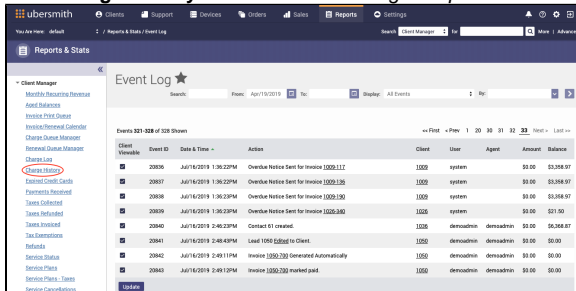 ubersmith Clients Support Devices Orders Sales Reports Settings
You Are Here: default / Reports & Stats / Event Log Search Client Manager for More | Advance
Reports & Stats
«
Client Manager
Monthly Recurring Revenue
Aged Balances
Invoice Print Queue
Invoice/Renewal Calendar
Charge Queue Manager
Renewal Queue Manager
Charge Log
Charge History
Expired Credit Cards
Payments Received
Taxes Collected
Taxes Refunded
Taxes Invoiced
Tax Exemptions
Refunds
Service Status
Service Plans
Service Plans - Taxes
Service Cancellations
Event Log
Search: From: Apr/19/2019 To: Display: All Events By:
Events 321-328 of 328 Shown << First < Prev 1 20 30 31 32 33 Next > Last >>
Client Viewable Event ID Date & Time Action Client User Agent Amount Balance
20836 Jul/16/2019 1:36:22PM Overdue Notice Sent for Invoice 1009-117 1009 system $0.00 $3,358.97
20837 Jul/16/2019 1:36:22PM Overdue Notice Sent for Invoice 1009-136 1009 system $0.00 $3,358.97
20838 Jul/16/2019 1:36:23PM Overdue Notice Sent for Invoice 1009-190 1009 system $0.00 $3,358.97
20839 Jul/16/2019 1:36:23PM Overdue Notice Sent for Invoice 1026-340 1026 system $0.00 $21.50
20840 Jul/16/2019 2:46:23PM Contact 61 created. 1036 demoadmin demoadmin $0.00 $6,368.87
20841 Jul/16/2019 2:48:43PM Lead 1050 Edited to Client. 1050 demoadmin demoadmin $0.00 $0.00
20842 Jul/16/2019 2:49:11PM Invoice 1050-700 Generated Automatically 1050 demoadmin demoadmin $0.00 $0.00
20843 Jul/16/2019 2:49:11PM Invoice 1050-700 marked paid. 1050 demoadmin demoadmin $0.00 $0.00
Update